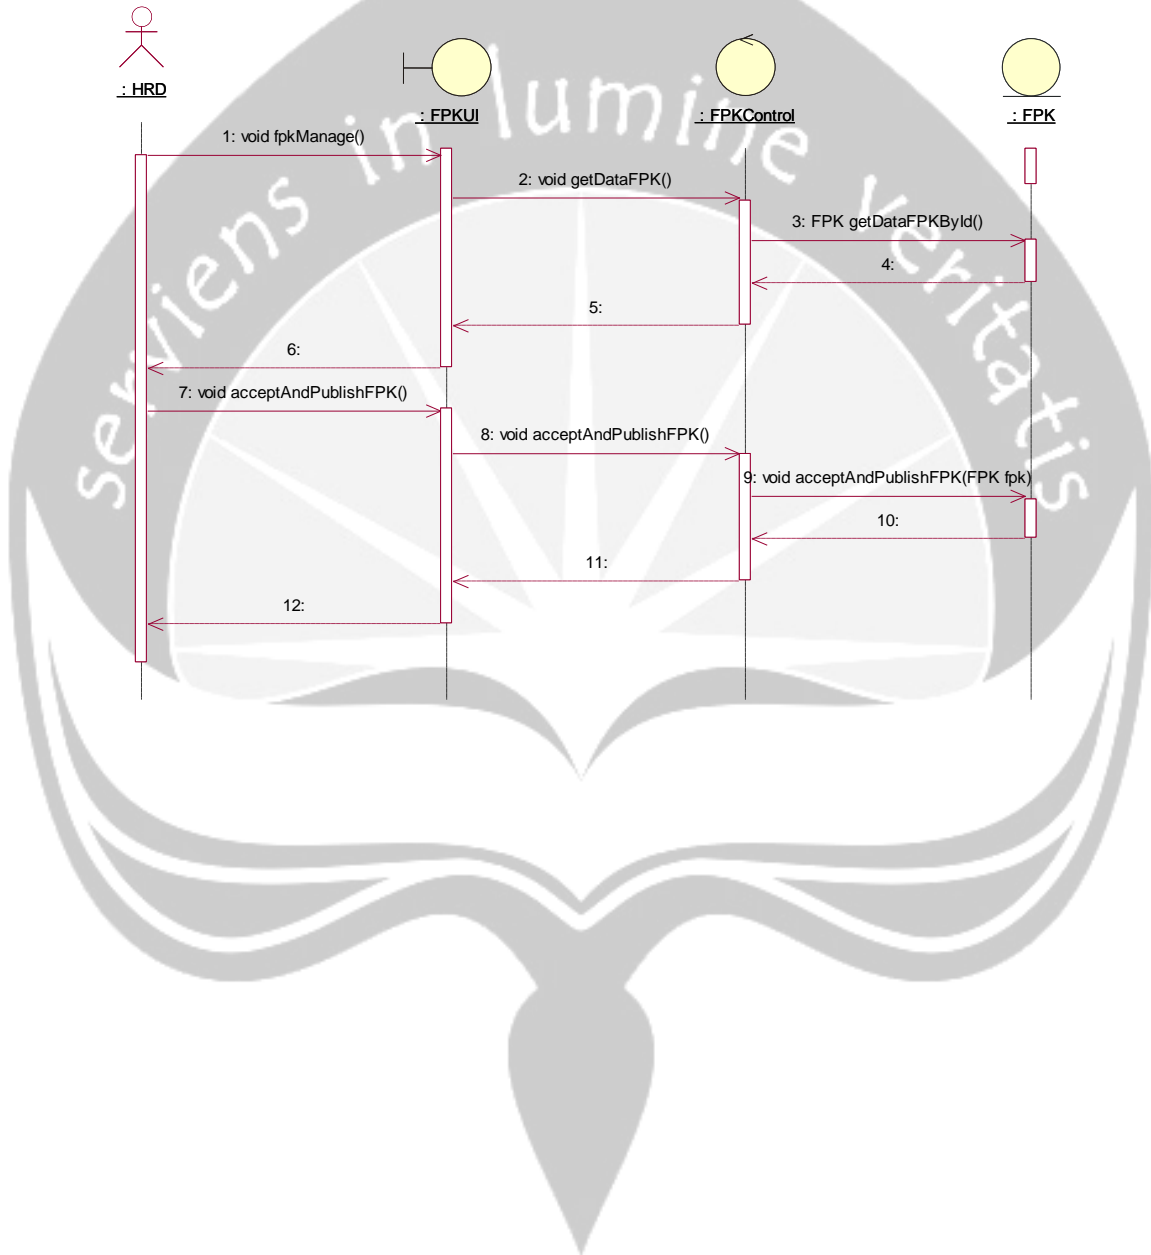 serviens in lumine veritatis
: HRD
: FPKUI
: FPKControl
: FPK
1: void fpkManage()
2: void getDataFPK()
3: FPK getDataFPKById()
4:
5:
6:
7: void acceptAndPublishFPK()
8: void acceptAndPublishFPK()
9: void acceptAndPublishFPK(FPK fpk)
10:
11:
12: